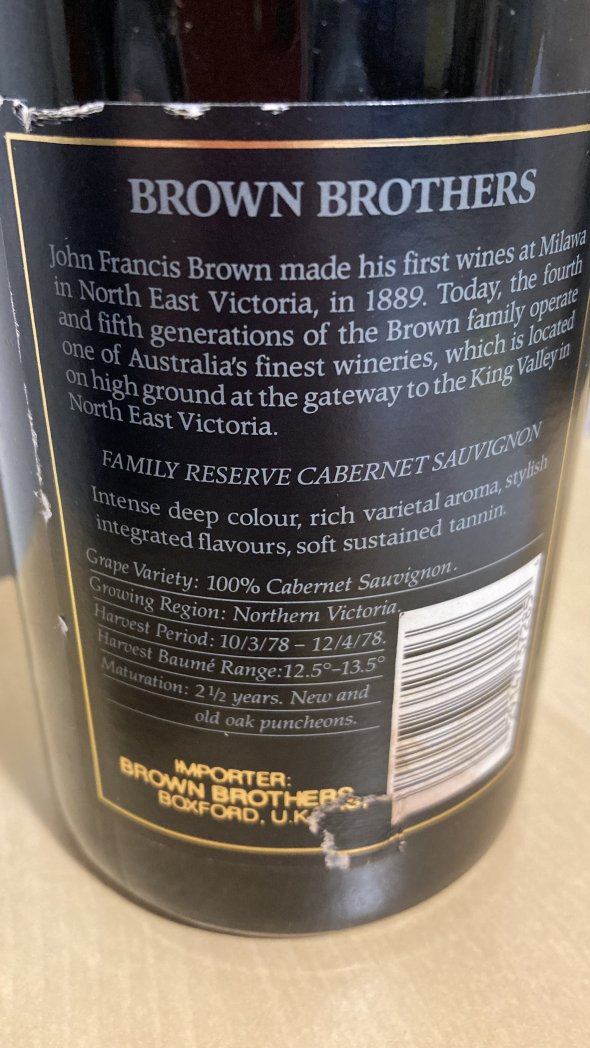 BROWN BROTHERS
John Francis Brown made his first wines at Milawa
in North East Victoria, in 1889. Today, the fourth
and fifth generations of the Brown family operate
one of Australia's finest wineries, which is located
on high ground at the gateway to the King Valley in
North East Victoria.
FAMILY RESERVE CABERNET SAUVIGNON
Intense deep colour, rich varietal aroma, stylish
integrated flavours, soft sustained tannin.
Grape Variety: 100% Cabernet Sauvignon.
Growing Region: Northern Victoria.
Harvest Period: 10/3/78 – 12/4/78.
Harvest Baumé Range:12.5°–13.5°
Maturation: 2½ years. New and
old oak puncheons.
IMPORTER:
BROWN BROTHERS,
BOXFORD, U.K.